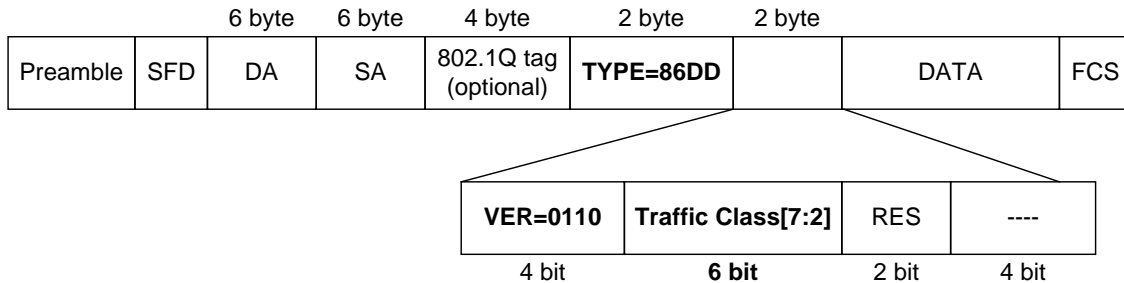 6 byte 6 byte 4 byte 2 byte 2 byte
Preamble SFD DA SA 802.1Q tag (optional) TYPE=86DD DATA FCS
VER=0110 Traffic Class[7:2] RES ----
4 bit 6 bit 2 bit 4 bit